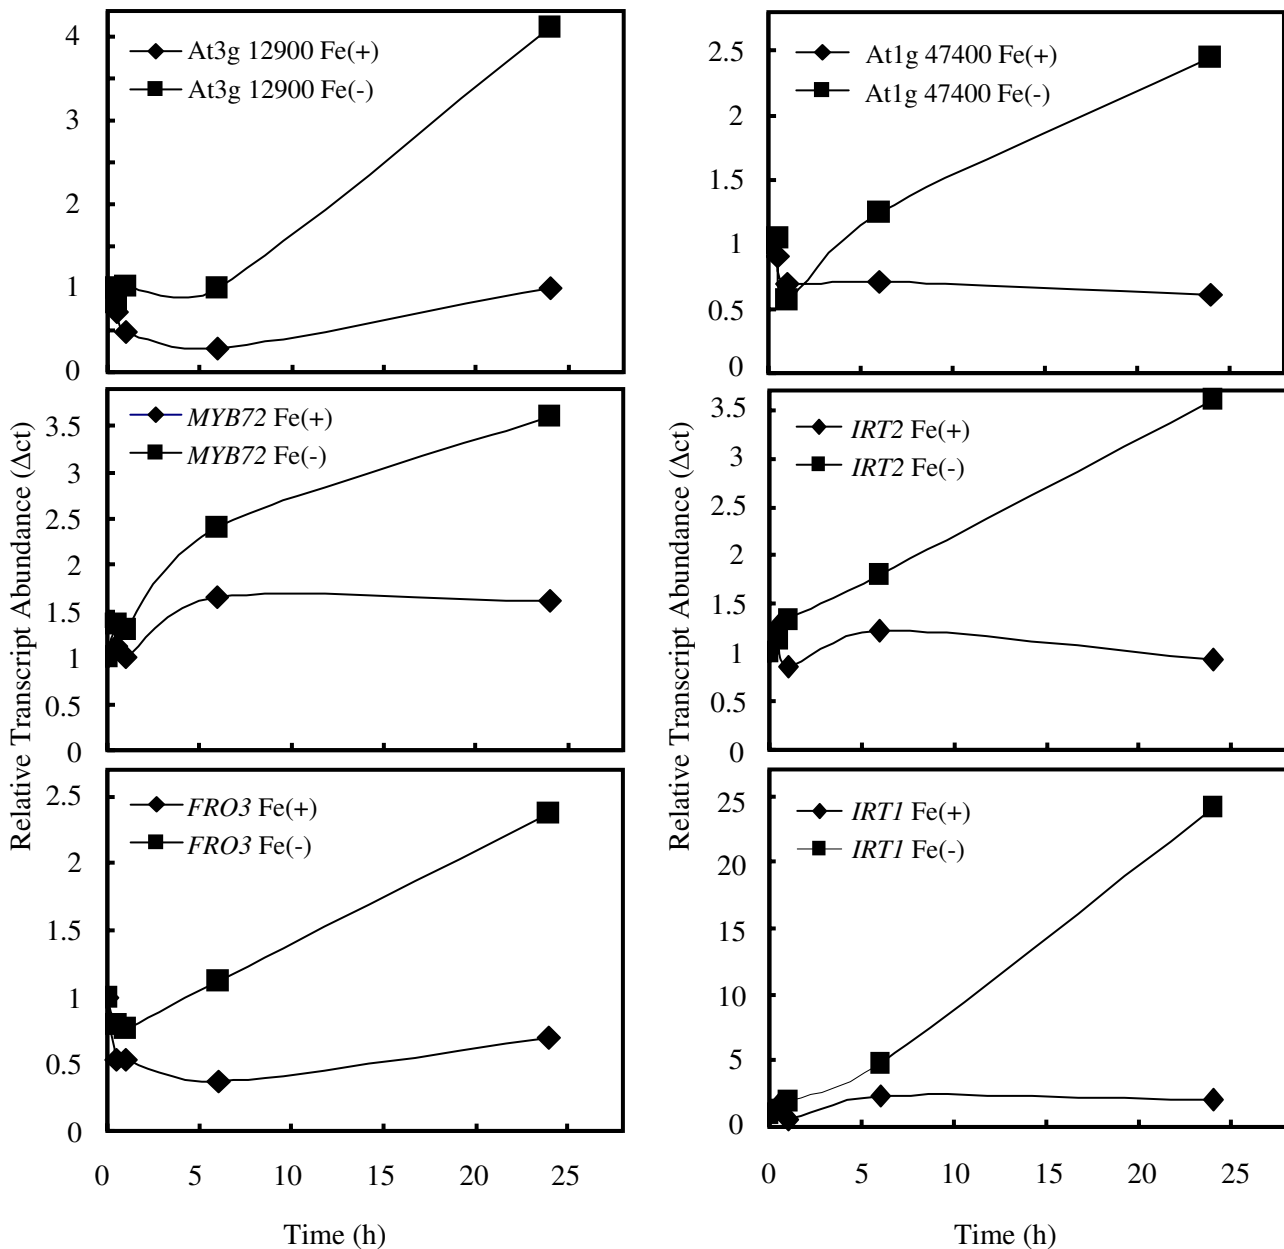 At3g 12900 Fe(+)
At3g 12900 Fe(-)
4
3
2
1
0
At1g 47400 Fe(+)
At1g 47400 Fe(-)
2.5
2
1.5
1
0.5
0
MYB72 Fe(+)
MYB72 Fe(-)
3.5
3
2.5
2
1.5
1
0.5
0
IRT2 Fe(+)
IRT2 Fe(-)
3.5
3
2.5
2
1.5
1
0.5
0
Relative Transcript Abundance (Δct)
Relative Transcript Abundance (Δct)
FRO3 Fe(+)
FRO3 Fe(-)
2.5
2
1.5
1
0.5
0
0 5 10 15 20 25
Time (h)
IRT1 Fe(+)
IRT1 Fe(-)
25
20
15
10
5
0
0 5 10 15 20 25
Time (h)